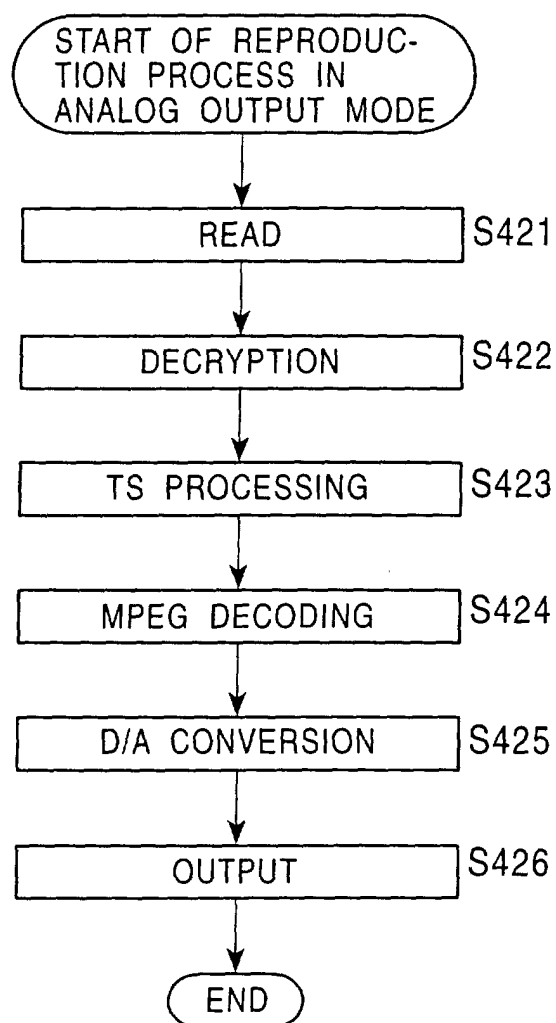 START OF REPRODUC-
TION PROCESS IN
ANALOG OUTPUT MODE
READ S421
DECRYPTION S422
TS PROCESSING S423
MPEG DECODING S424
D/A CONVERSION S425
OUTPUT S426
END